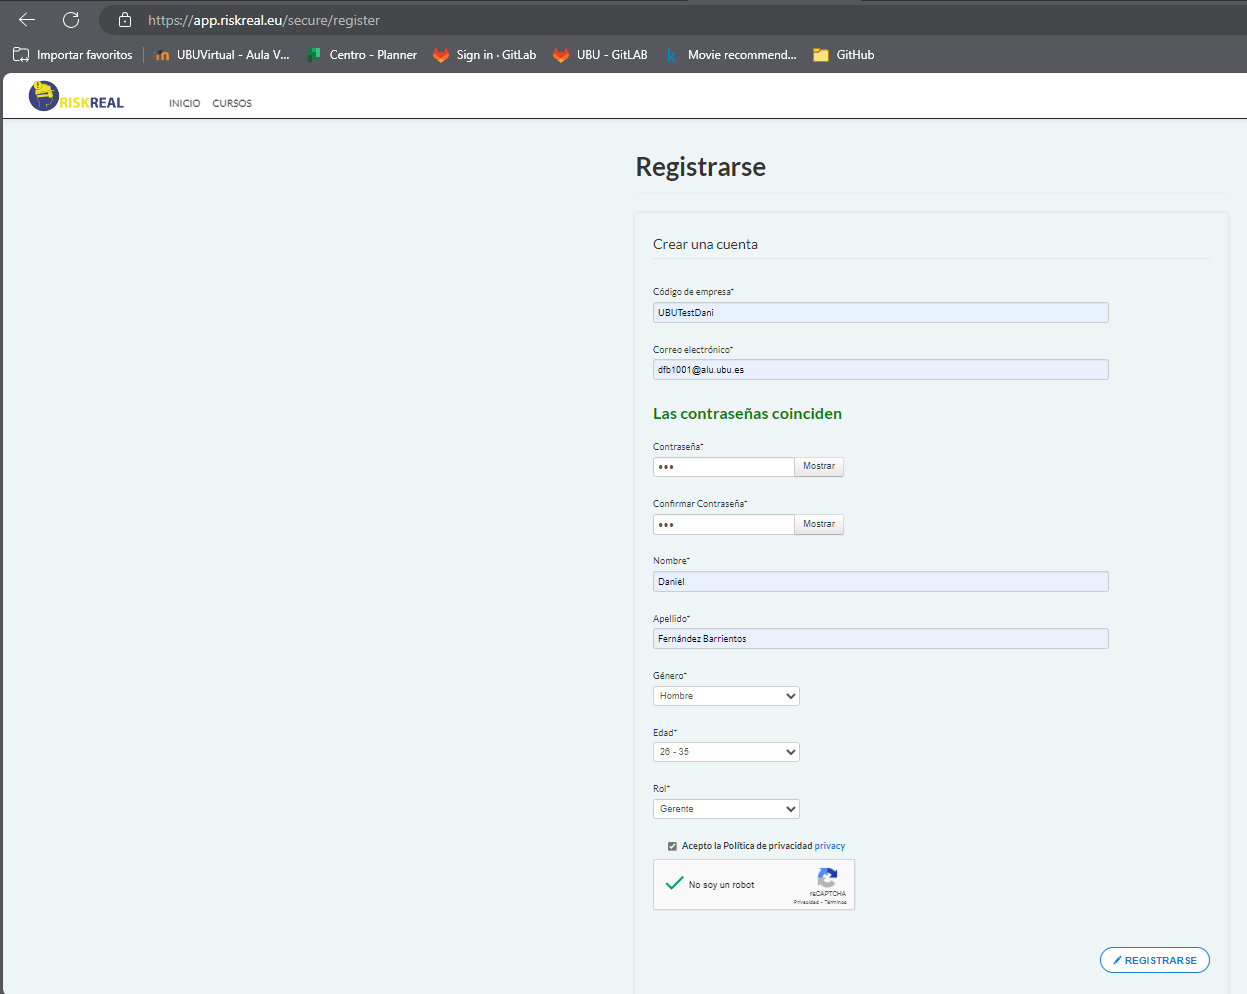 https://app.riskreal.eu/secure/register
Importar favoritos
UBUVirtual - Aula V...
Centro - Planner
Sign in · GitLab
UBU - GitLAB
Movie recommend...
GitHub
RISKREAL
INICIO
CURSOS
Registrarse
Crear una cuenta
Código de empresa*
UBUTestDani
Correo electrónico*
dfb1001@alu.ubu.es
Las contraseñas coinciden
Contraseña*
•••
Mostrar
Confirmar Contraseña*
•••
Mostrar
Nombre*
Daniel
Apellido*
Fernández Barrientos
Género*
Hombre
Edad*
26 - 35
Rol*
Gerente
Acepto la Política de privacidad privacy
No soy un robot
reCAPTCHA
Privacidad - Términos
REGISTRARSE